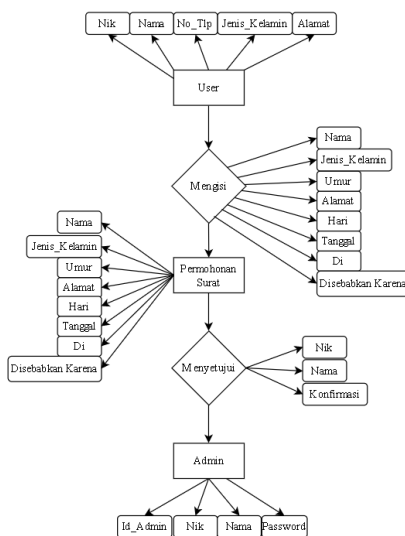 Nik
Nama
No_Tlp
Jenis_Kelamin
Alamat
User
Mengisi
Nama
Jenis_Kelamin
Umur
Alamat
Hari
Tanggal
Di
Disebabkan Karena
Nama
Jenis_Kelamin
Umur
Alamat
Hari
Tanggal
Di
Disebabkan Karena
Permohonan
Surat
Menyetujui
Nik
Nama
Konfirmasi
Admin
Id_Admin
Nik
Nama
Password